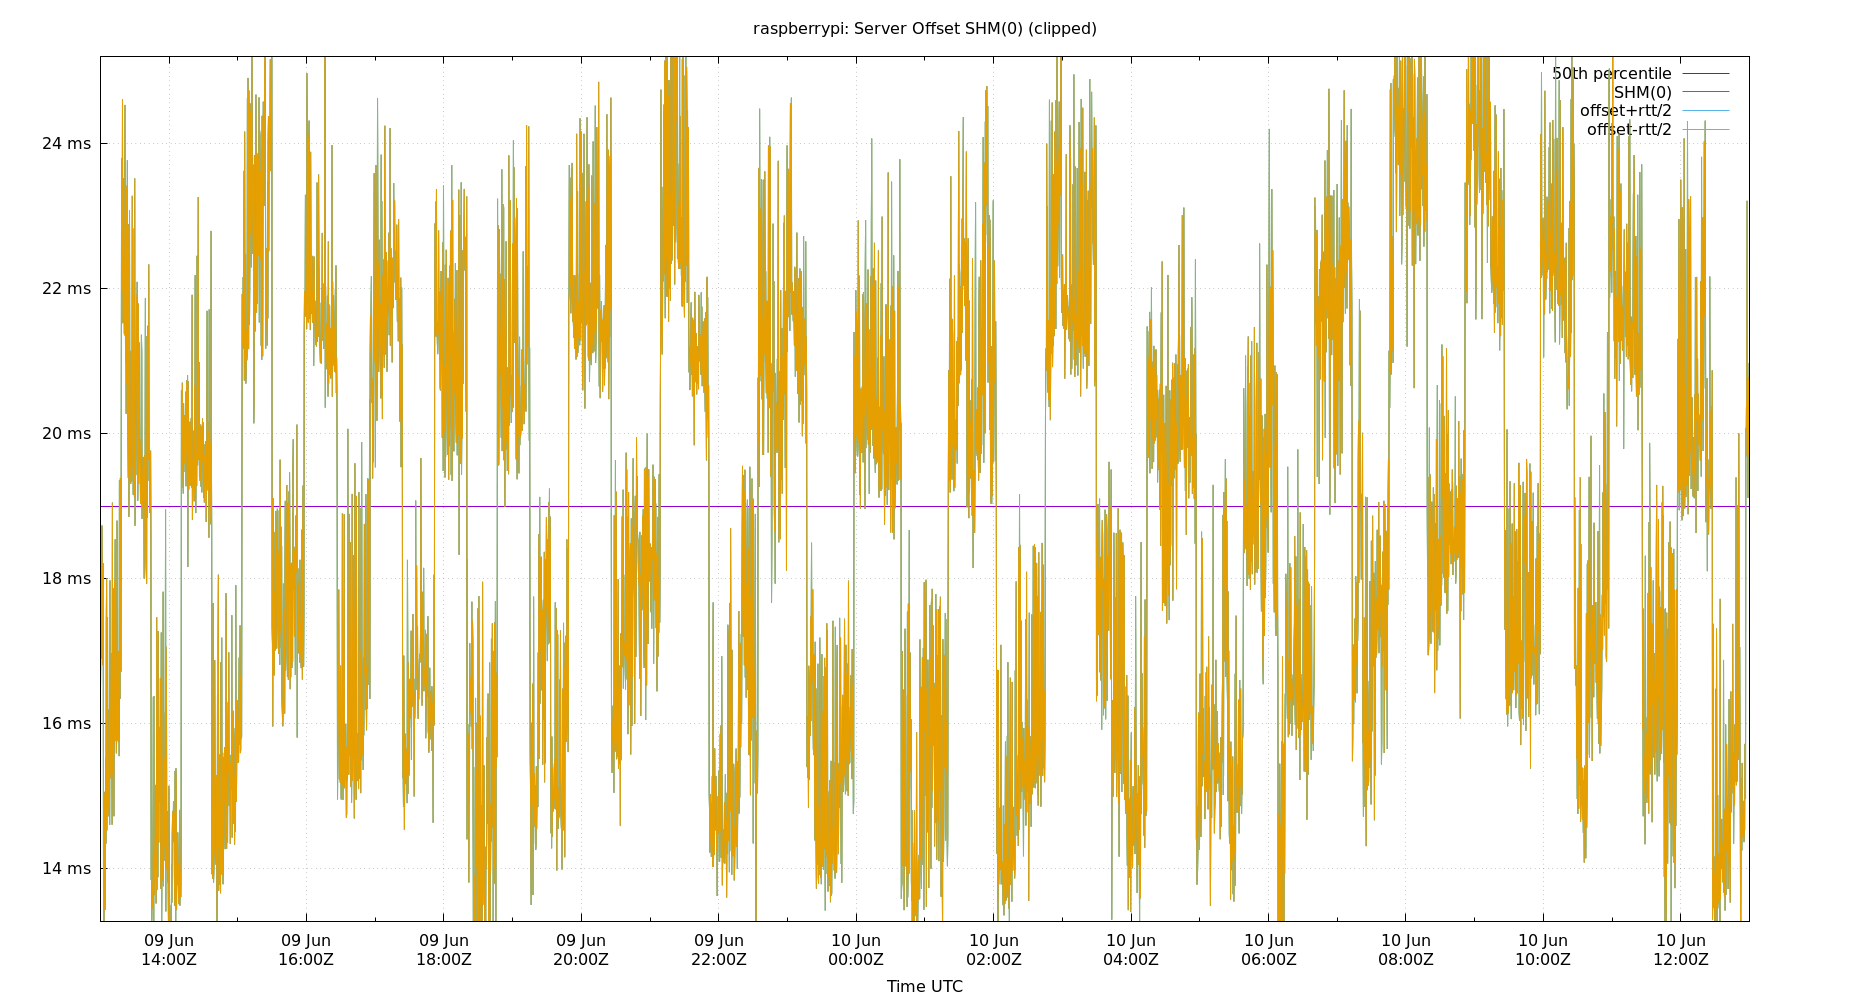 raspberrypi: Server Offset SHM(0) (clipped)
50th percentile
SHM(0)
offset+rtt/2
offset-rtt/2
24 ms
22 ms
20 ms
18 ms
16 ms
14 ms
09 Jun 09 Jun 09 Jun 09 Jun 09 Jun 10 Jun 10 Jun 10 Jun 10 Jun 10 Jun 10 Jun 10 Jun
14:00Z 16:00Z 18:00Z 20:00Z 22:00Z 00:00Z 02:00Z 04:00Z 06:00Z 08:00Z 10:00Z 12:00Z
Time UTC